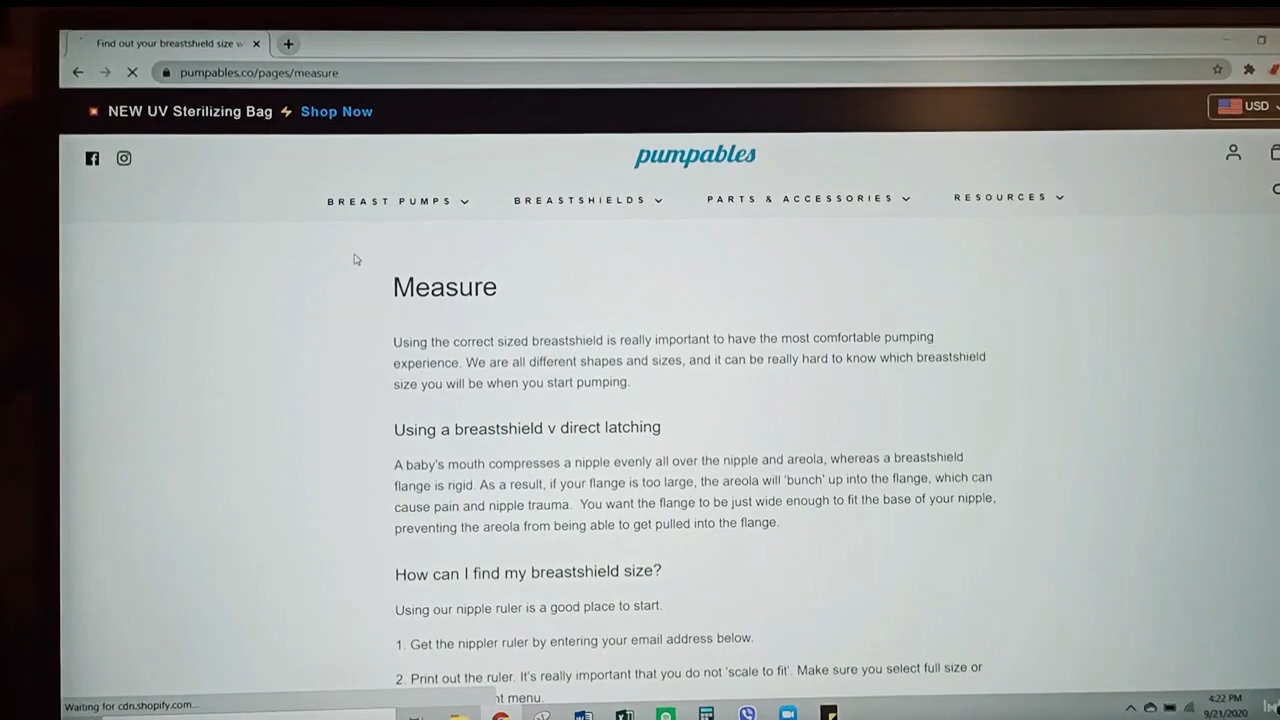 Find out your breastshield size w
pumpables.co/pages/measure
NEW UV Sterilizing Bag ⚡ Shop Now
USD
pumpables
BREAST PUMPS
BREASTSHIELDS
PARTS & ACCESSORIES
RESOURCES
Measure
Using the correct sized breastshield is really important to have the most comfortable pumping
experience. We are all different shapes and sizes, and it can be really hard to know which breastshield
size you will be when you start pumping.
Using a breastshield v direct latching
A baby's mouth compresses a nipple evenly all over the nipple and areola, whereas a breastshield
flange is rigid. As a result, if your flange is too large, the areola will 'bunch' up into the flange, which can
cause pain and nipple trauma. You want the flange to be just wide enough to fit the base of your nipple,
preventing the areola from being able to get pulled into the flange.
How can I find my breastshield size?
Using our nipple ruler is a good place to start.
1. Get the nippler ruler by entering your email address below.
2. Print out the ruler. It's really important that you do not 'scale to fit'. Make sure you select full size or
nt menu.
Waiting for cdn.shopify.com...
4:22 PM
9/21/2020